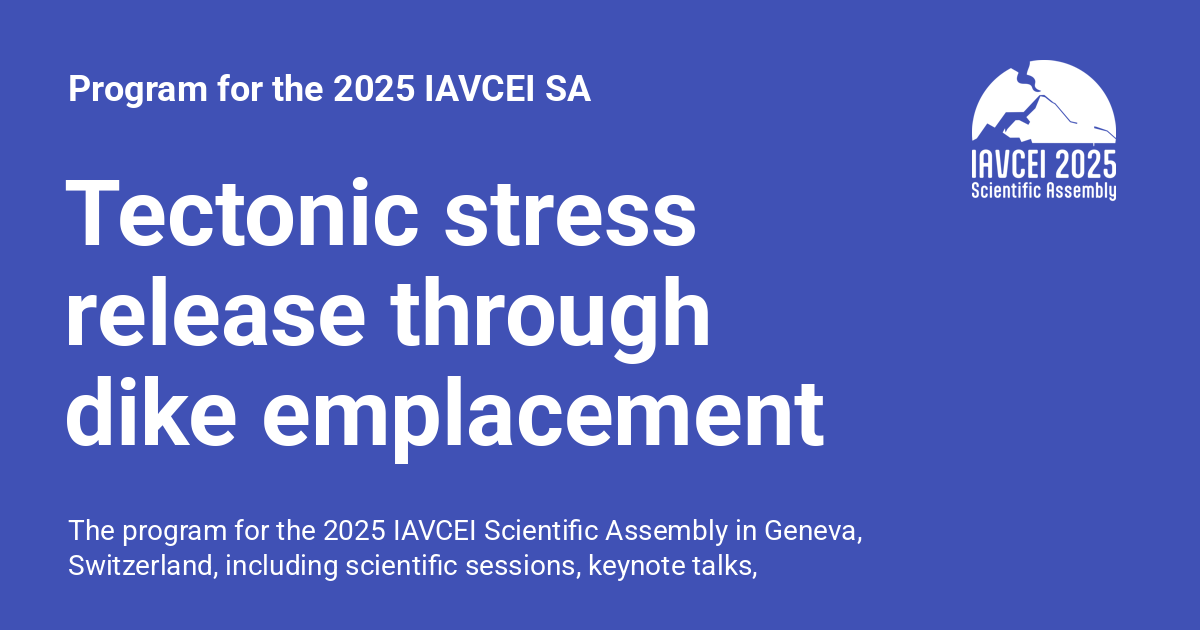 Program for the 2025 IAVCEI SA
IAVCEI 2025
Scientific Assembly
Tectonic stress
release through
dike emplacement
The program for the 2025 IAVCEI Scientific Assembly in Geneva,
Switzerland, including scientific sessions, keynote talks,